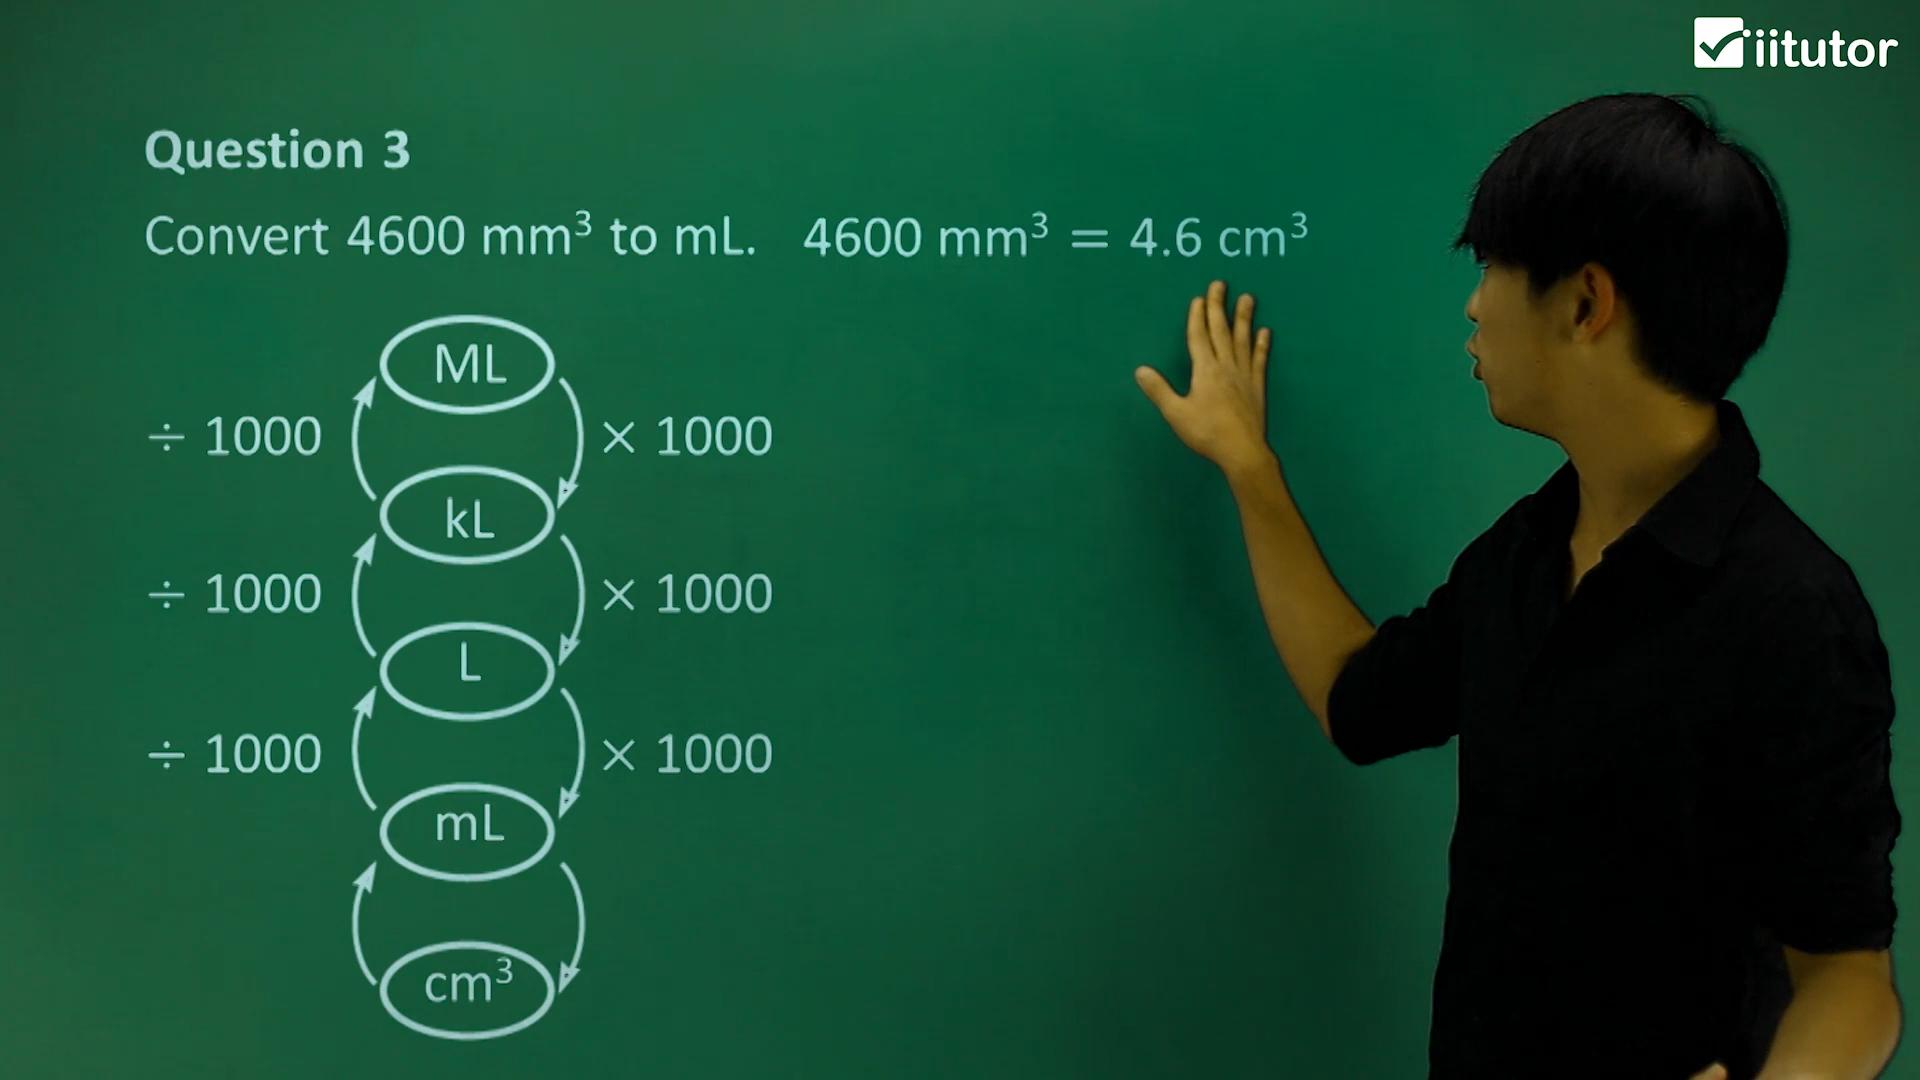 iitutor
Question 3
Convert 4600 mm³ to mL. 4600 mm³ = 4.6 cm³
ML
÷ 1000 × 1000
kL
÷ 1000 × 1000
L
÷ 1000 × 1000
mL
cm³